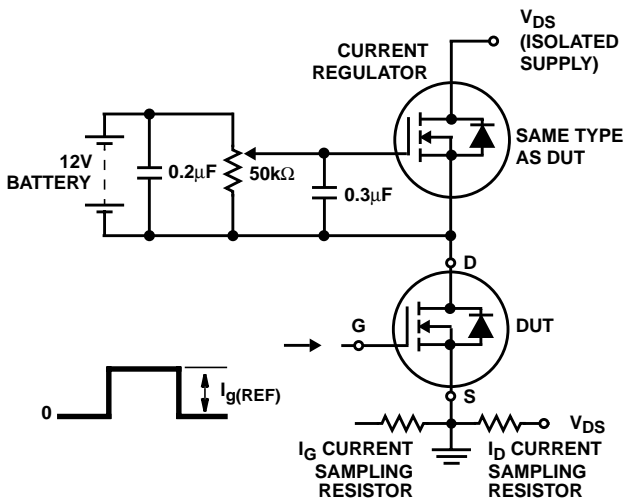 V_DS
(ISOLATED
SUPPLY)
CURRENT
REGULATOR
SAME TYPE
AS DUT
12V
BATTERY
0.2µF
50kΩ
0.3µF
D
DUT
G
I_g(REF)
0
S
V_DS
I_G CURRENT
SAMPLING
RESISTOR
I_D CURRENT
SAMPLING
RESISTOR